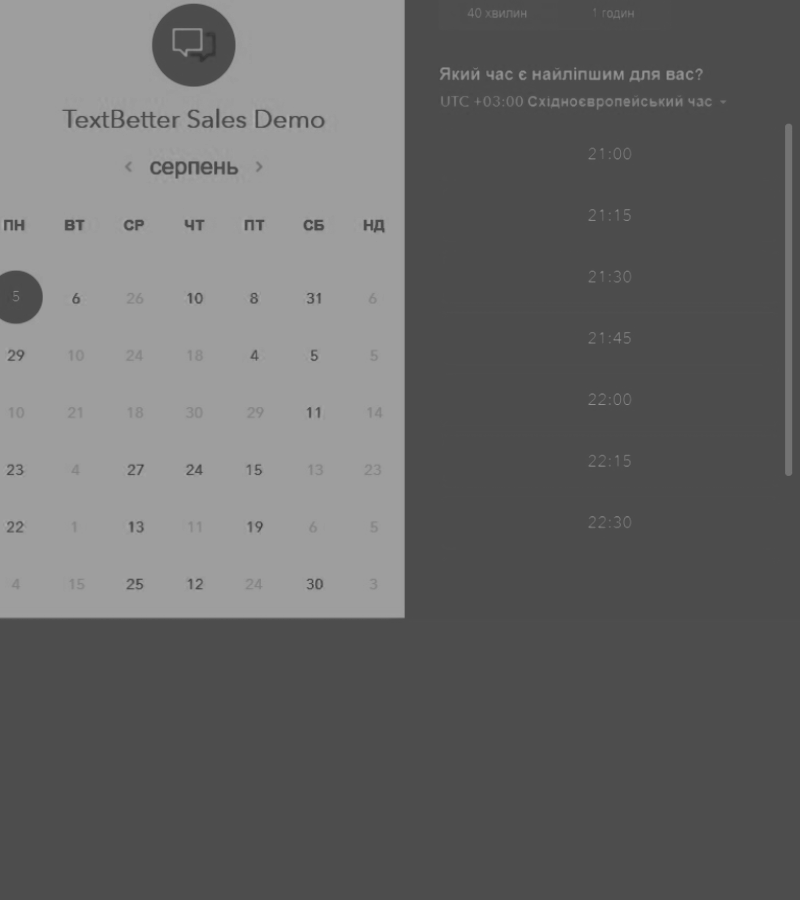 TextBetter Sales Demo
< серпень >
ПН ВТ СР ЧТ ПТ СБ НД
5 6 26 10 8 31 6
29 10 24 18 4 5 5
10 21 18 30 29 11 14
23 4 27 24 15 13 23
22 1 13 11 19 6 5
4 15 25 12 24 30 3
40 хвилин 1 годин
Який час є найліпшим для вас?
UTC +03:00 Східноєвропейський час
21:00
21:15
21:30
21:45
22:00
22:15
22:30